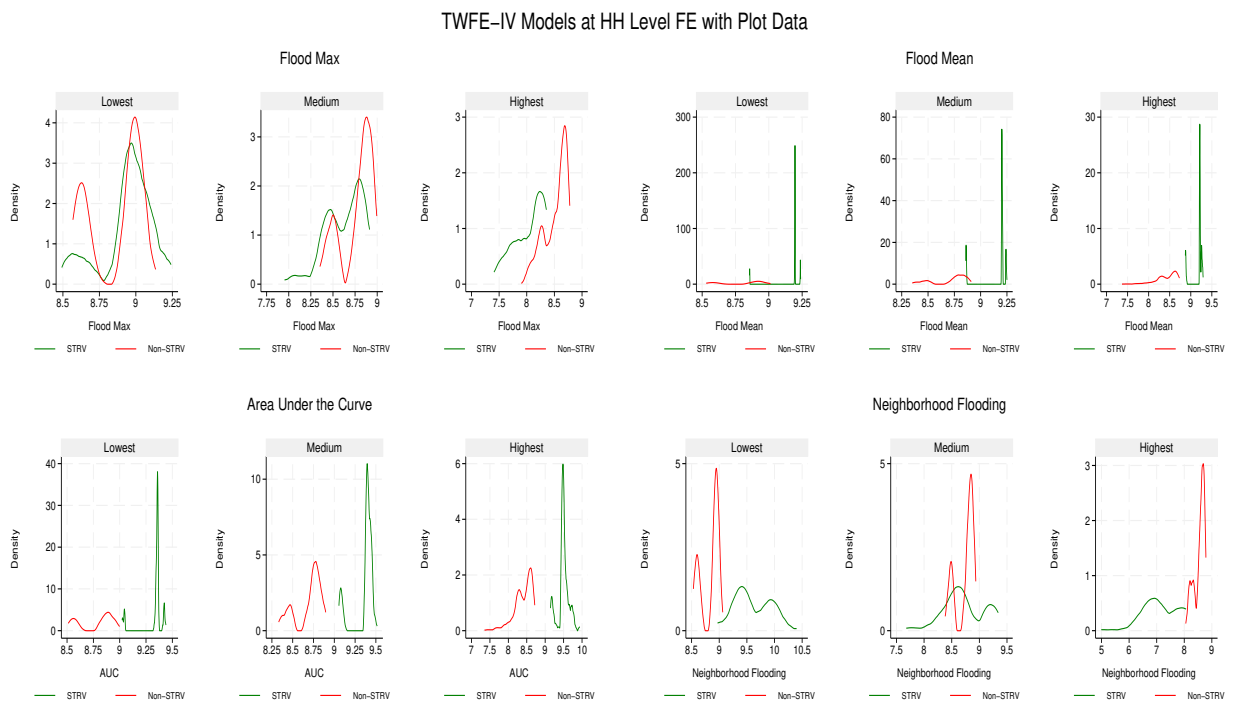 TWFE−IV Models at HH Level FE with Plot Data
Flood Max
Lowest
Density
4
3
2
1
0
8.5 8.75 9 9.25
Flood Max
STRV Non−STRV
Medium
Density
3
2
1
0
7.75 8 8.25 8.5 8.75 9
Flood Max
STRV Non−STRV
Highest
Density
3
2
1
0
7 7.5 8 8.5 9
Flood Max
STRV Non−STRV
Flood Mean
Lowest
Density
300
200
100
0
8.5 8.75 9 9.25
Flood Mean
STRV Non−STRV
Medium
Density
80
60
40
20
0
8.25 8.5 8.75 9 9.25
Flood Mean
STRV Non−STRV
Highest
Density
30
20
10
0
7 7.5 8 8.5 9 9.5
Flood Mean
STRV Non−STRV
Area Under the Curve
Lowest
Density
40
30
20
10
0
8.5 8.75 9 9.25 9.5
AUC
STRV Non−STRV
Medium
Density
10
5
0
8.25 8.5 8.75 9 9.25 9.5
AUC
STRV Non−STRV
Highest
Density
6
4
2
0
7 7.5 8 8.5 9 9.5 10
AUC
STRV Non−STRV
Neighborhood Flooding
Lowest
Density
5
0
8.5 9 9.5 10 10.5
Neighborhood Flooding
STRV Non−STRV
Medium
Density
5
0
7.5 8 8.5 9 9.5
Neighborhood Flooding
STRV Non−STRV
Highest
Density
3
2
1
0
5 6 7 8 9
Neighborhood Flooding
STRV Non−STRV